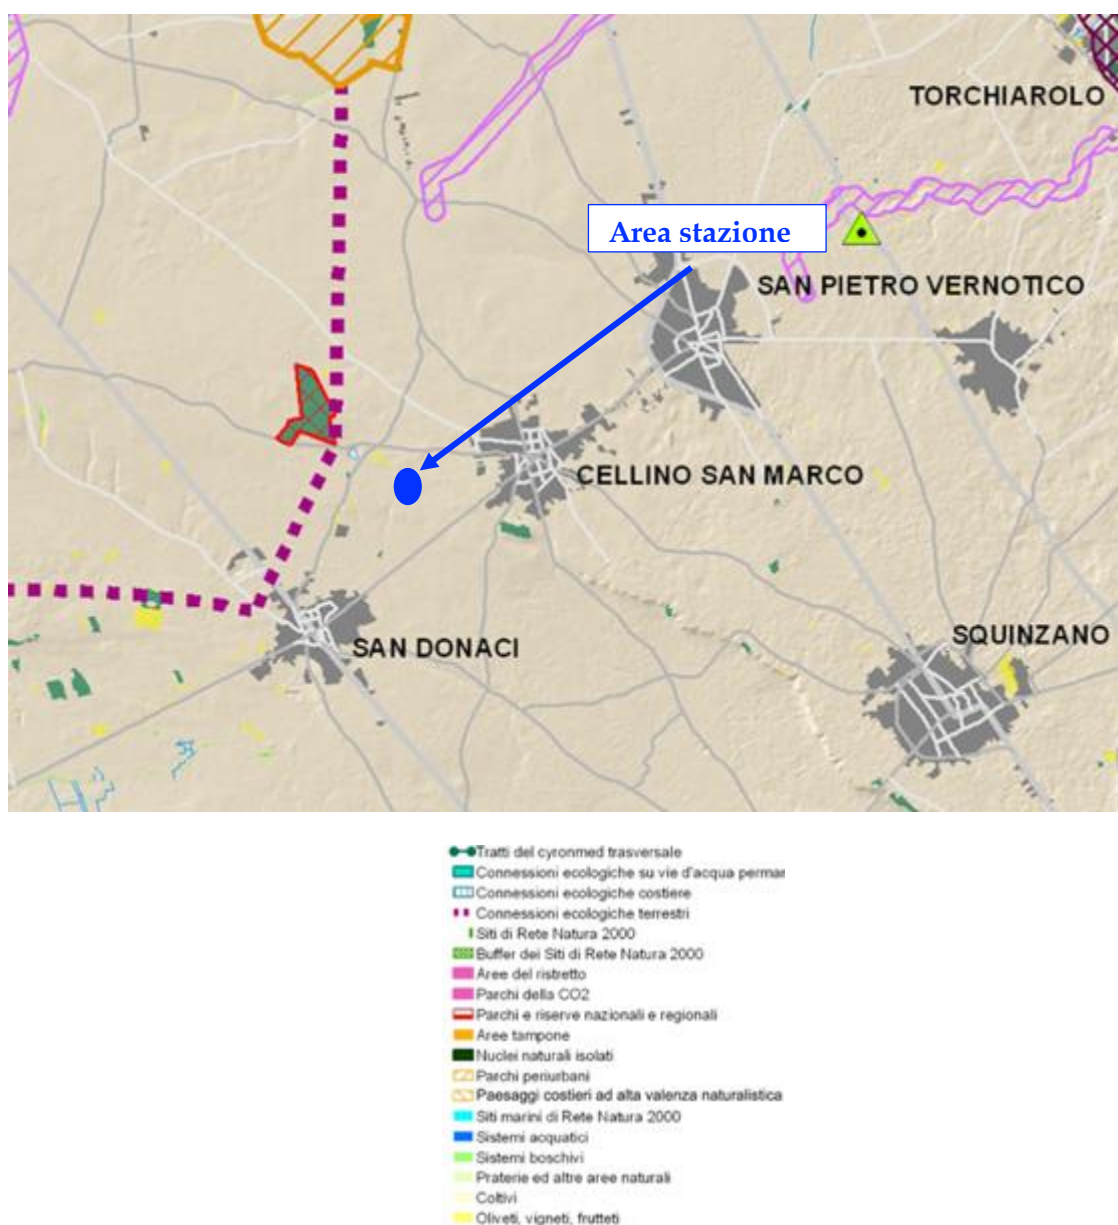 TORCHIAROLO
Area stazione
SAN PIETRO VERNOTICO
CELLINO SAN MARCO
SQUINZANO
SAN DONACI
Tratti del cyronmed trasversale
Connessioni ecologiche su vie d'acqua permar
Connessioni ecologiche costiere
Connessioni ecologiche terrestri
Siti di Rete Natura 2000
Buffer dei Siti di Rete Natura 2000
Aree del ristretto
Parchi della CO2
Parchi e riserve nazionali e regionali
Aree tampone
Nuclei naturali isolati
Parchi periurbani
Paesaggi costieri ad alta valenza naturalistica
Siti marini di Rete Natura 2000
Sistemi acquatici
Sistemi boschivi
Praterie ed altre aree naturali
Coltivi
Oliveti, vigneti, frutteti